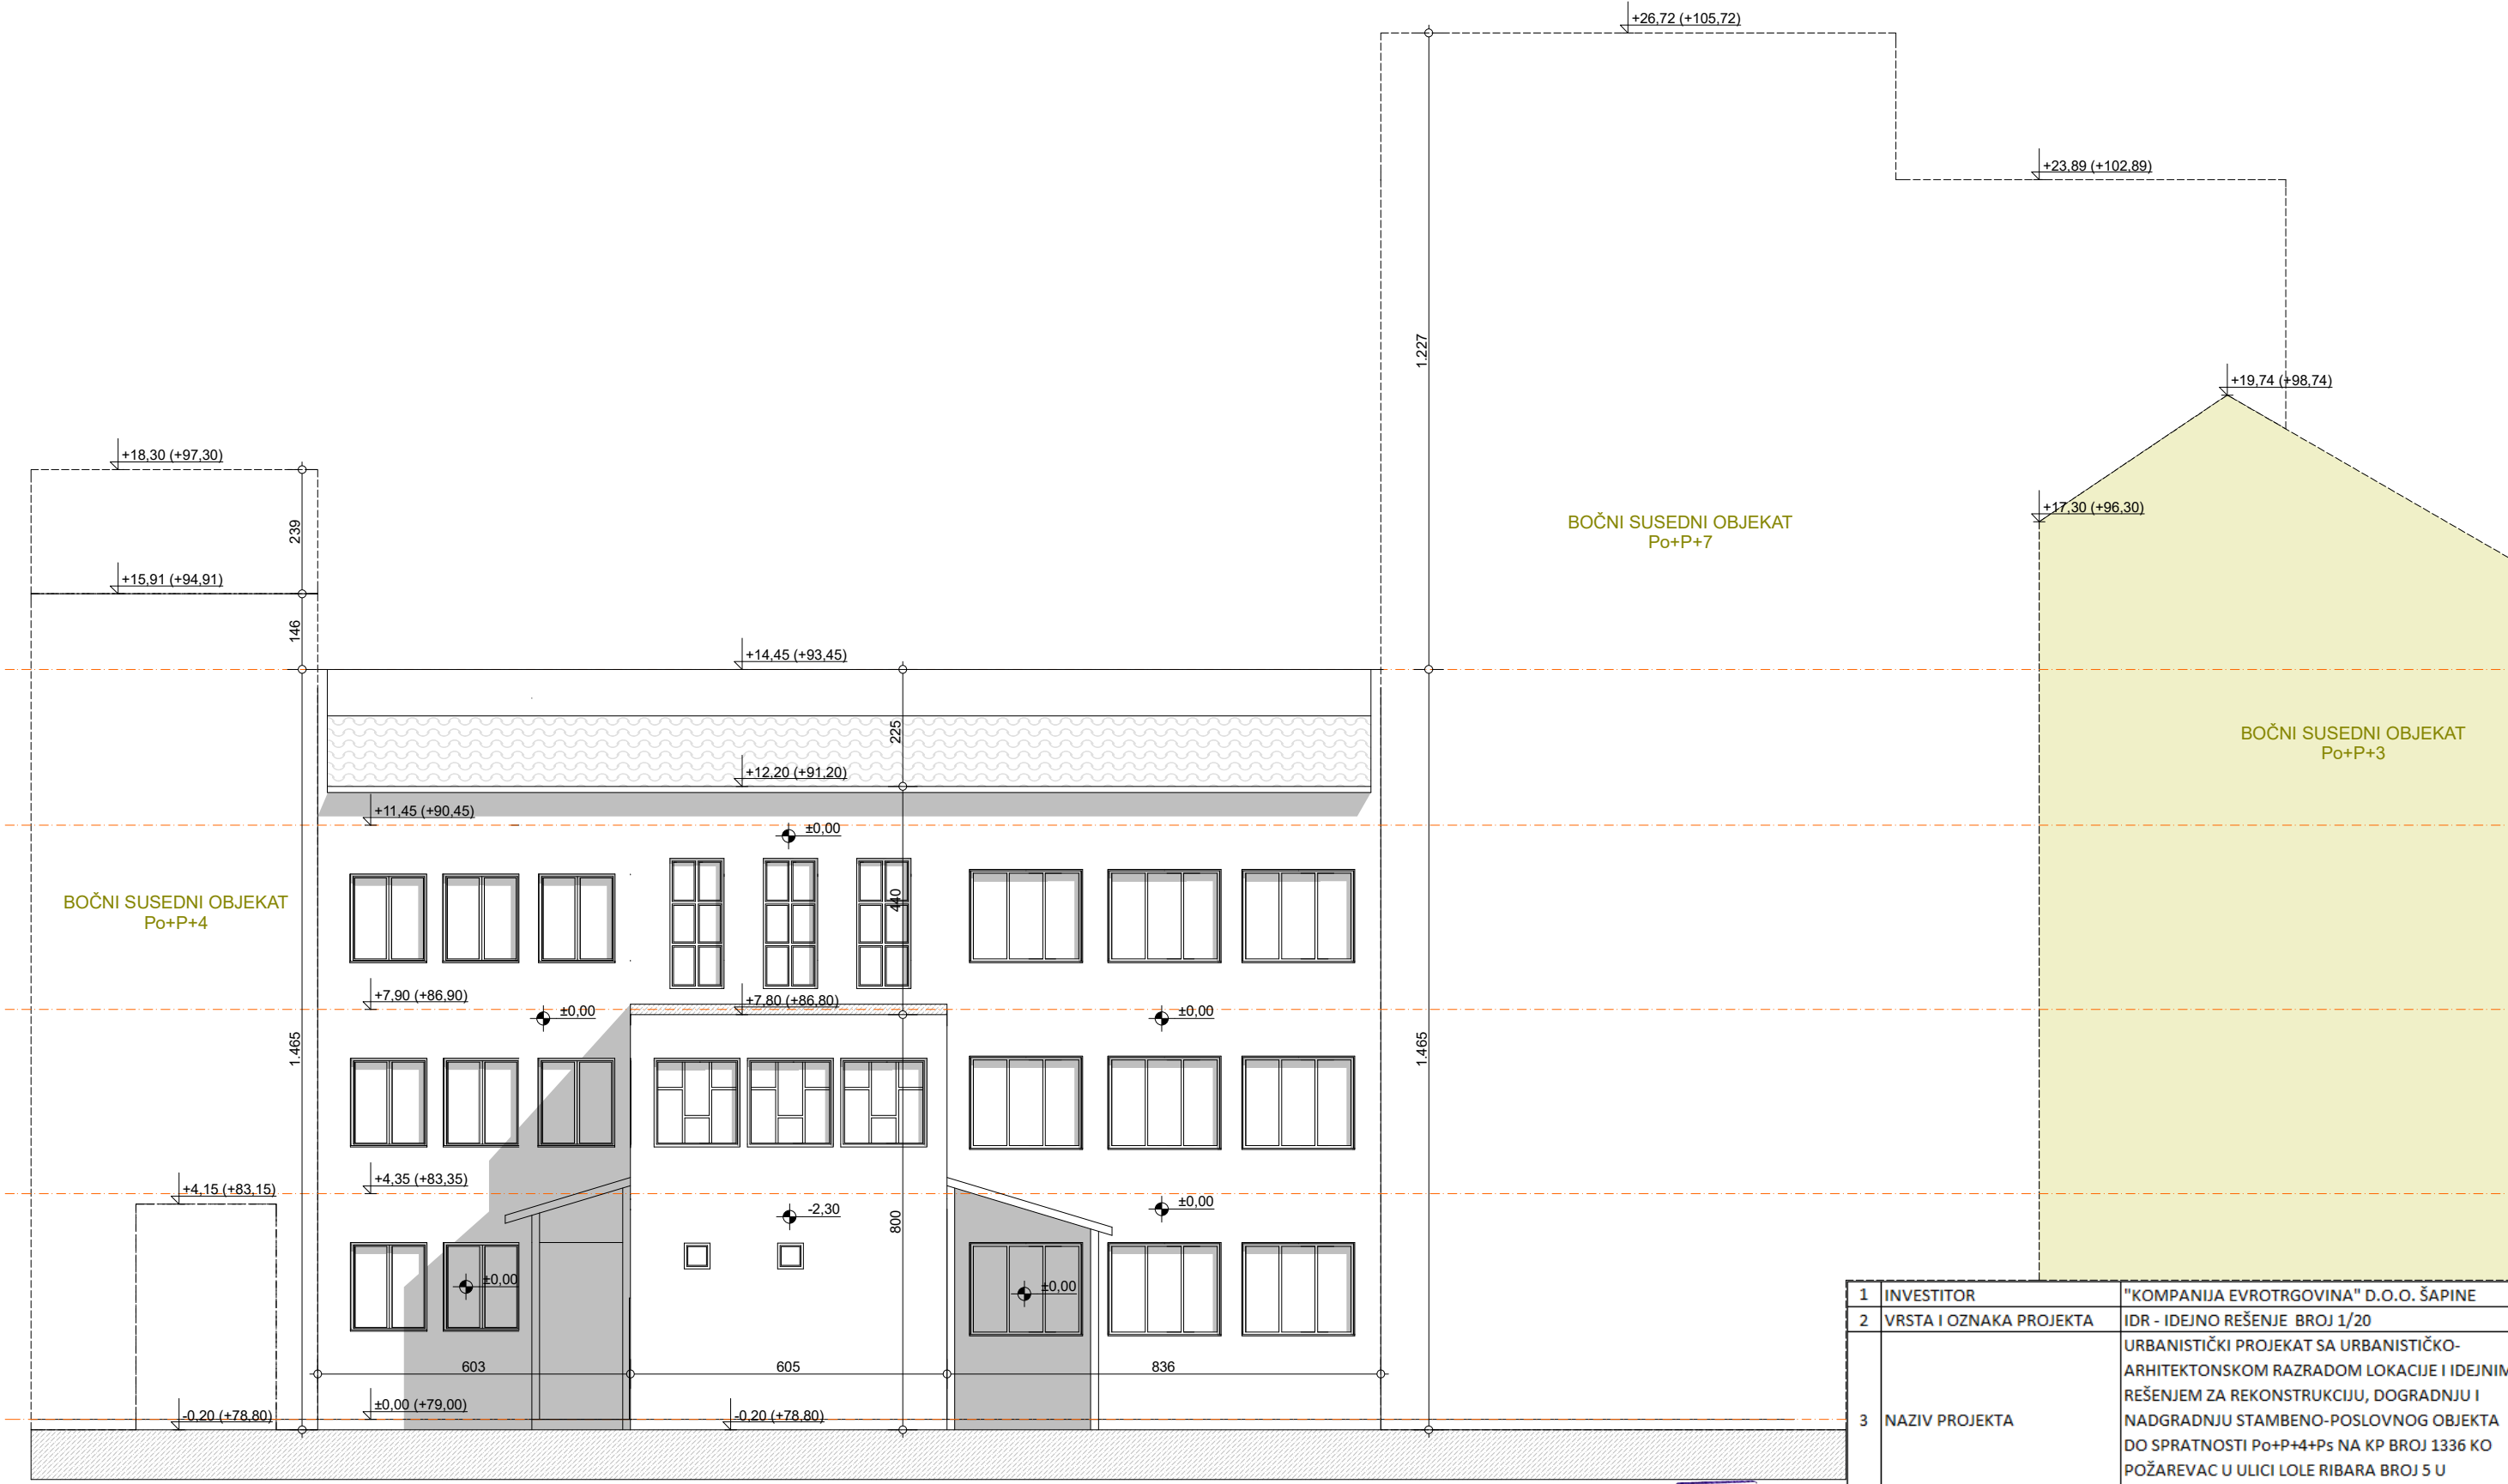 +26,72 (+105,72)
+23,89 (+102,89)
+19,74 (+98,74)
+18,30 (+97,30)
1.227
+17,30 (+96,30)
239
BOČNI SUSEDNI OBJEKAT
Po+P+7
+15,91 (+94,91)
146
+14,45 (+93,45)
225
BOČNI SUSEDNI OBJEKAT
Po+P+3
+12,20 (+91,20)
+11,45 (+90,45)
±0,00
BOČNI SUSEDNI OBJEKAT
Po+P+4
440
+7,90 (+86,90)
+7,80 (+86,80)
±0,00
±0,00
1.465
1.465
+4,15 (+83,15)
+4,35 (+83,35)
-2,30
800
±0,00
±0,00
±0,00
603
605
836
±0,00 (+79,00)
-0,20 (+78,80)
-0,20 (+78,80)
1 INVESTITOR "KOMPANIJA EVROTRGOVINA" D.O.O. ŠAPINE
2 VRSTA I OZNAKA PROJEKTA IDR - IDEJNO REŠENJE BROJ 1/20
3 NAZIV PROJEKTA
URBANISTIČKI PROJEKAT SA URBANISTIČKO-
ARHITEKTONSKOM RAZRADOM LOKACIJE I IDEJNIM
REŠENJEM ZA REKONSTRUKCIJU, DOGRADNJU I
NADGRADNJU STAMBENO-POSLOVNOG OBJEKTA
DO SPRATNOSTI Po+P+4+Ps NA KP BROJ 1336 KO
POŽAREVAC U ULICI LOLE RIBARA BROJ 5 U